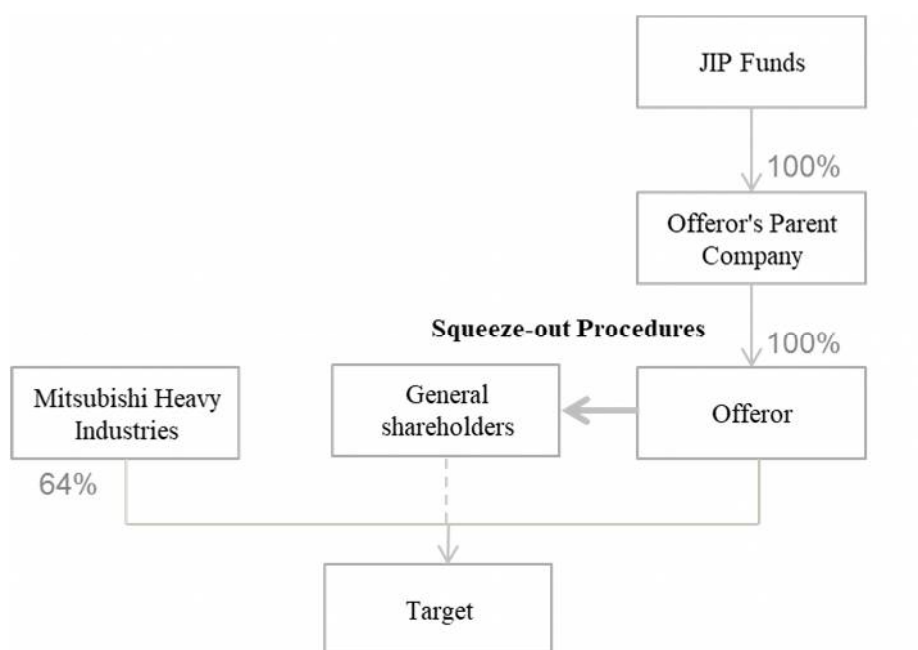 JIP Funds
100%
Offeror's Parent
Company
Squeeze-out Procedures
100%
Mitsubishi Heavy
Industries
General
shareholders
Offeror
64%
Target